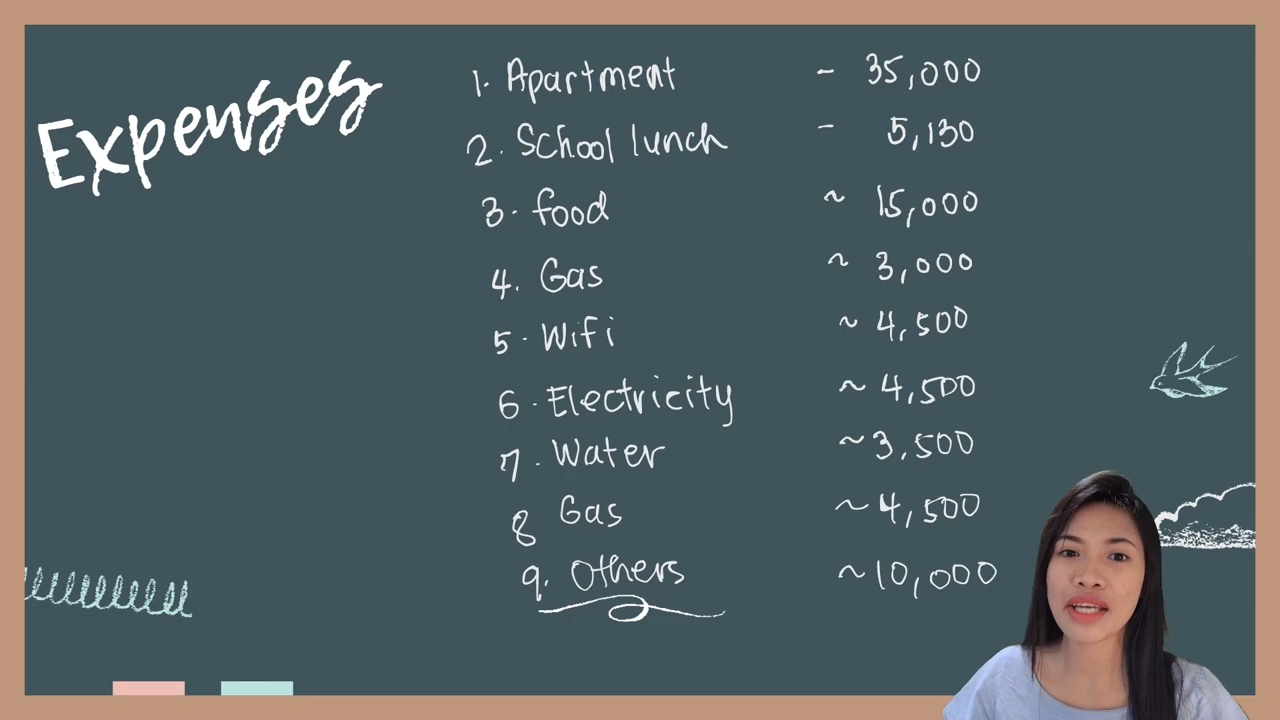 Expenses
1. Apartment - 35,000
2. School lunch - 5,130
3. food ~ 15,000
4. Gas ~ 3,000
5. Wifi ~ 4,500
6. Electricity ~ 4,500
7. Water ~ 3,500
8 Gas ~ 4,500
9. Others ~ 10,000